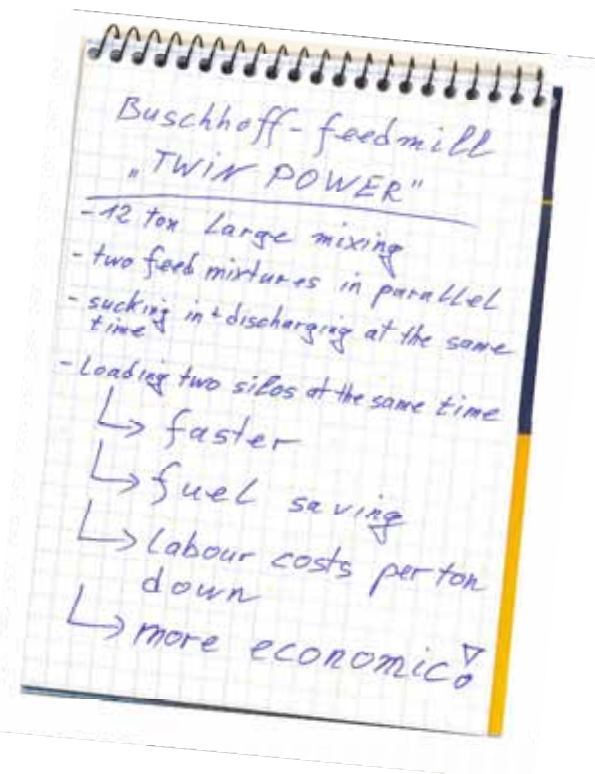 Buschhoff-feedmill
„TWIN POWER"
-12 ton large mixing
- two feed mixtures in parallel
- sucking in + discharging at the same
time
- Loading two silos at the same time
↳ faster
↳ fuel saving
↳ labour costs per ton
down
↳ more economic!